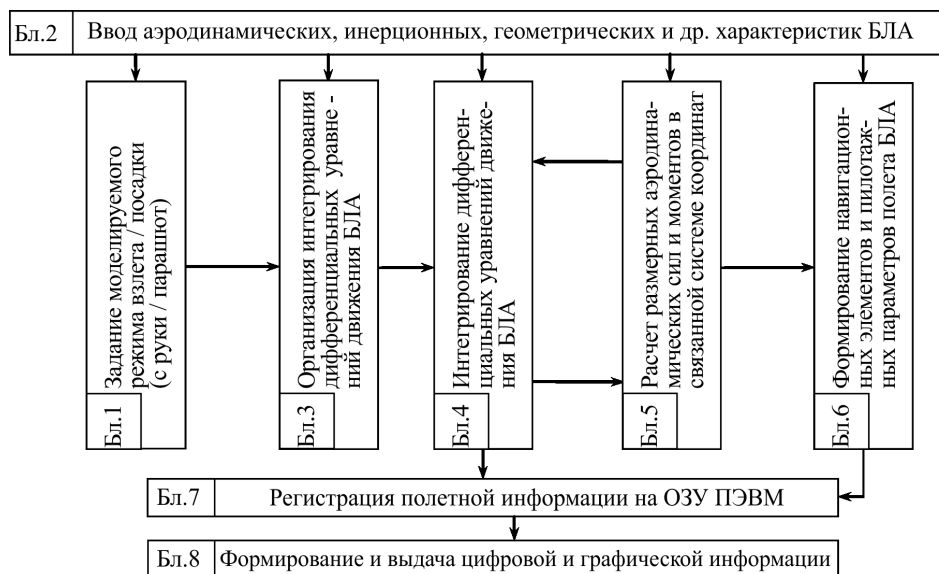 Бл.2
Ввод аэродинамических, инерционных, геометрических и др. характеристик БЛА
Бл.1
Задание моделируемого
режима взлета / посадки
(с руки / парашют)
Бл.3
Организация интегрирования
дифференциальных уравне -
ний движения БЛА
Бл.4
Интегрирование дифферен-
циальных уравнений движе-
ния БЛА
Бл.5
Расчет размерных аэродина-
мических сил и моментов в
связанной системе координат
Бл.6
Формирование навигацион-
ных элементов и пилотаж-
ных параметров полета БЛА
Бл.7
Регистрация полетной информации на ОЗУ ПЭВМ
Бл.8
Формирование и выдача цифровой и графической информации